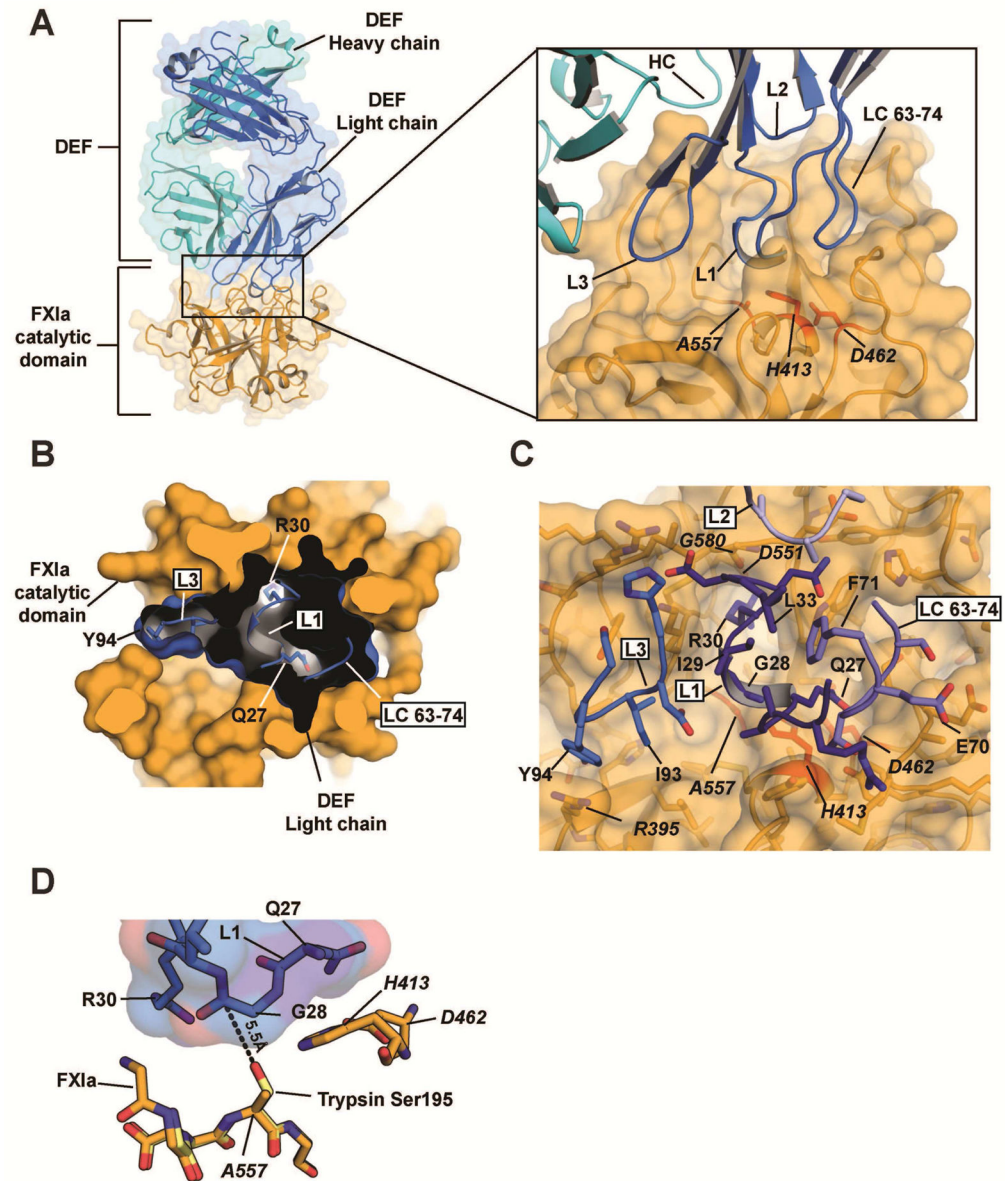 A
DEF
Heavy chain
DEF
Light chain
DEF
FXIa
catalytic
domain
HC
L2
LC 63-74
L3
L1
A557
H413
D462
B
R30
FXIa
catalytic
domain
L3
Y94
L1
Q27
LC 63-74
DEF
Light chain
C
L2
G580
D551
L33
F71
LC 63-74
R30
L3
I29
G28
Q27
L1
E70
Y94
I93
A557
D462
H413
R395
D
Q27
L1
H413
R30
G28
D462
5.5Å
FXIa
Trypsin Ser195
A557